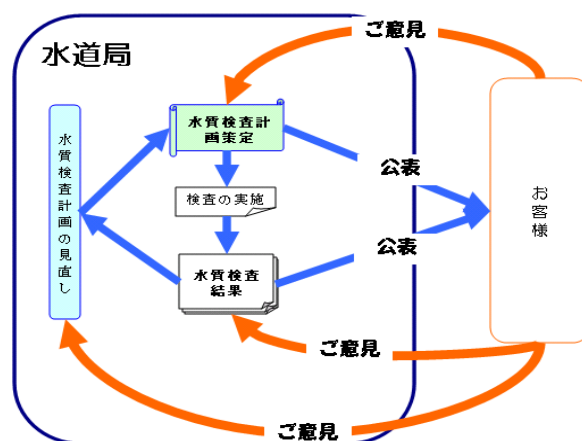 ご意見
水道局
水質検査計
画策定
公表
検査の実施
水質検査計画の見直し
お客様
公表
水質検査
結果
ご意見
ご意見